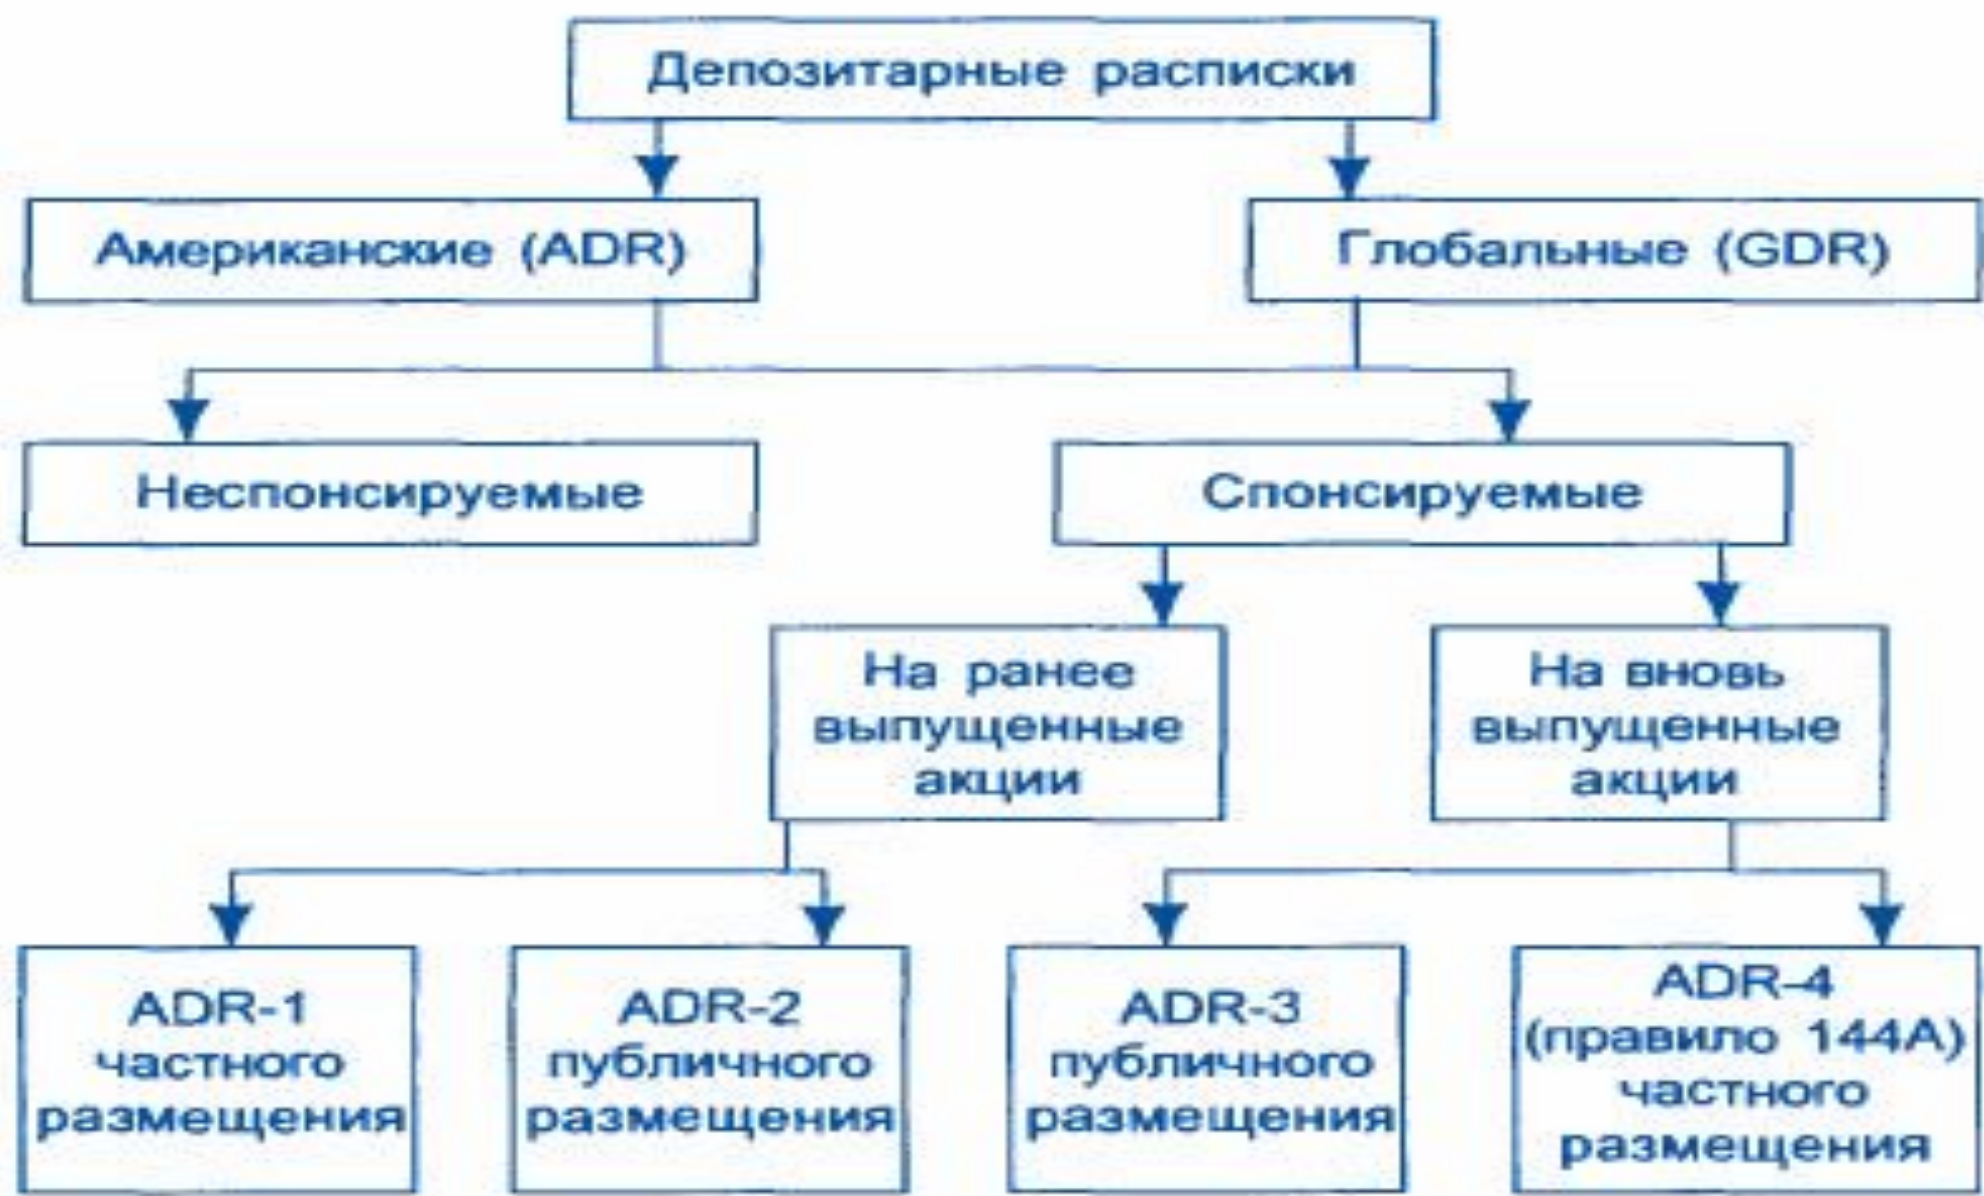 Депозитарные расписки
Американские (ADR)
Глобальные (GDR)
Неспонсируемые
Спонсируемые
На ранее
выпущенные
акции
На вновь
выпущенные
акции
ADR-1
частного
размещения
ADR-2
публичного
размещения
ADR-3
публичного
размещения
ADR-4
(правило 144А)
частного
размещения